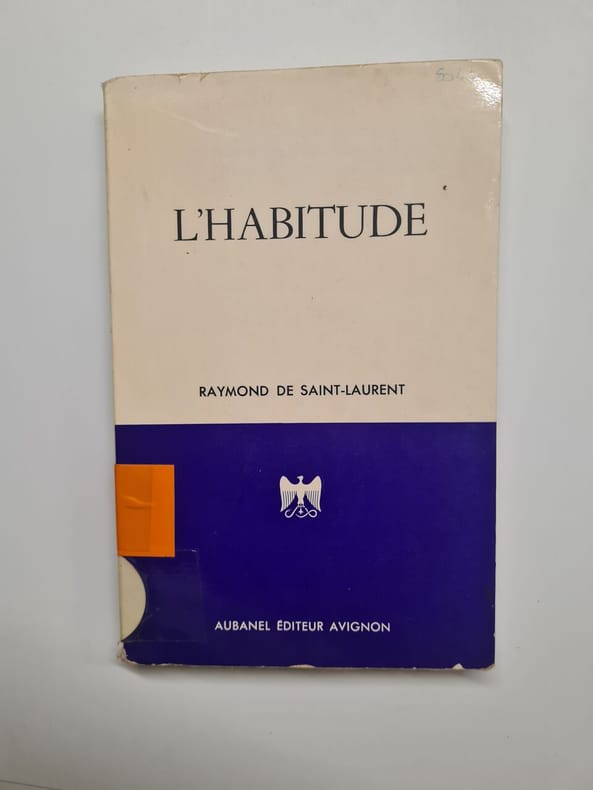 L'HABITUDE
RAYMOND DE SAINT-LAURENT
AUBANEL ÉDITEUR AVIGNON